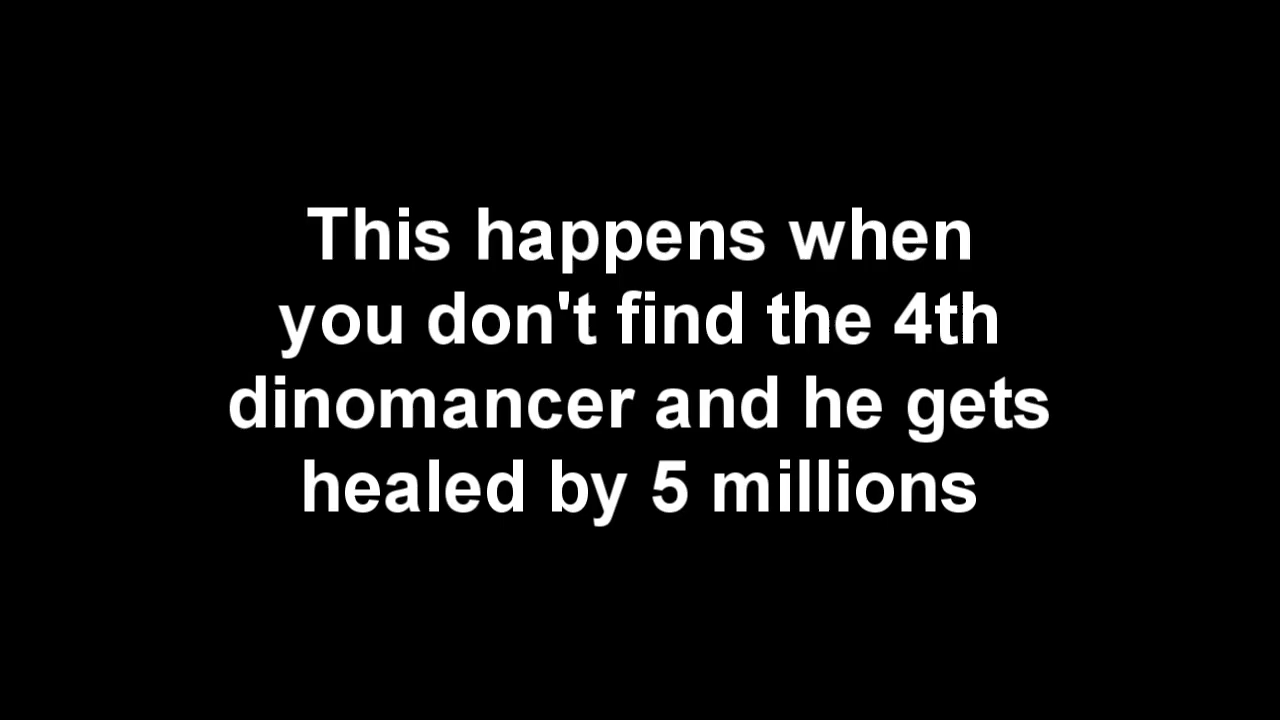 This happens when
you don't find the 4th
dinomancer and he gets
healed by 5 millions